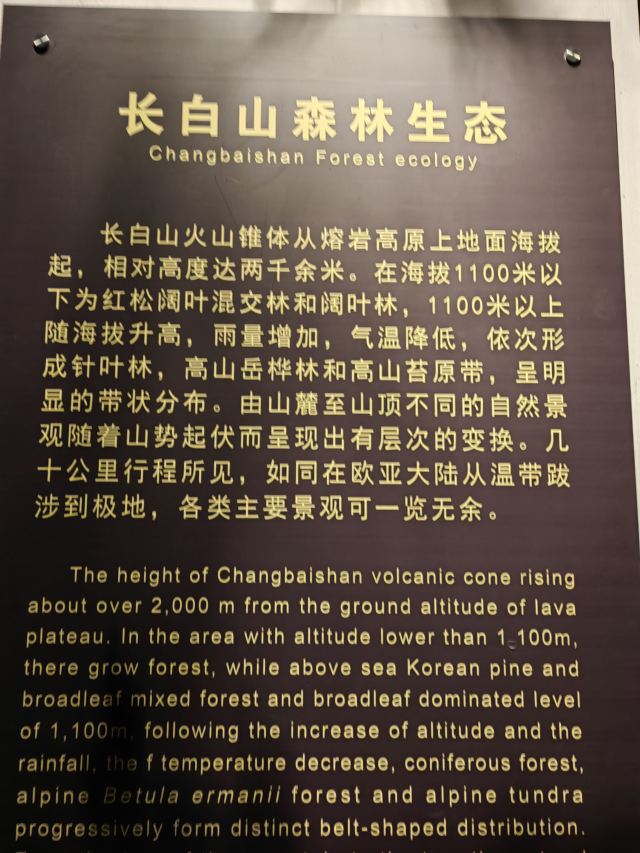 长白山森林生态
Changbaishan Forest ecology
长白山火山锥体从熔岩高原上地面海拔
起，相对高度达两千余米。在海拔1100米以
下为红松阔叶混交林和阔叶林，1100米以上
随海拔升高，雨量增加，气温降低，依次形
成针叶林，高山岳桦林和高山苔原带，呈明
显的带状分布。由山麓至山顶不同的自然景
观随着山势起伏而呈现出有层次的变换。几
十公里行程所见，如同在欧亚大陆从温带跋
涉到极地，各类主要景观可一览无余。
The height of Changbaishan volcanic cone rising
about over 2,000 m from the ground altitude of lava
plateau. In the area with altitude lower than 1 100m,
there grow forest, while above sea Korean pine and
broadleaf mixed forest and broadleaf dominated level
of 1,100m, following the increase of altitude and the
rainfall, the f temperature decrease, coniferous forest,
alpine Betula ermanii forest and alpine tundra
progressively form distinct belt-shaped distribution.